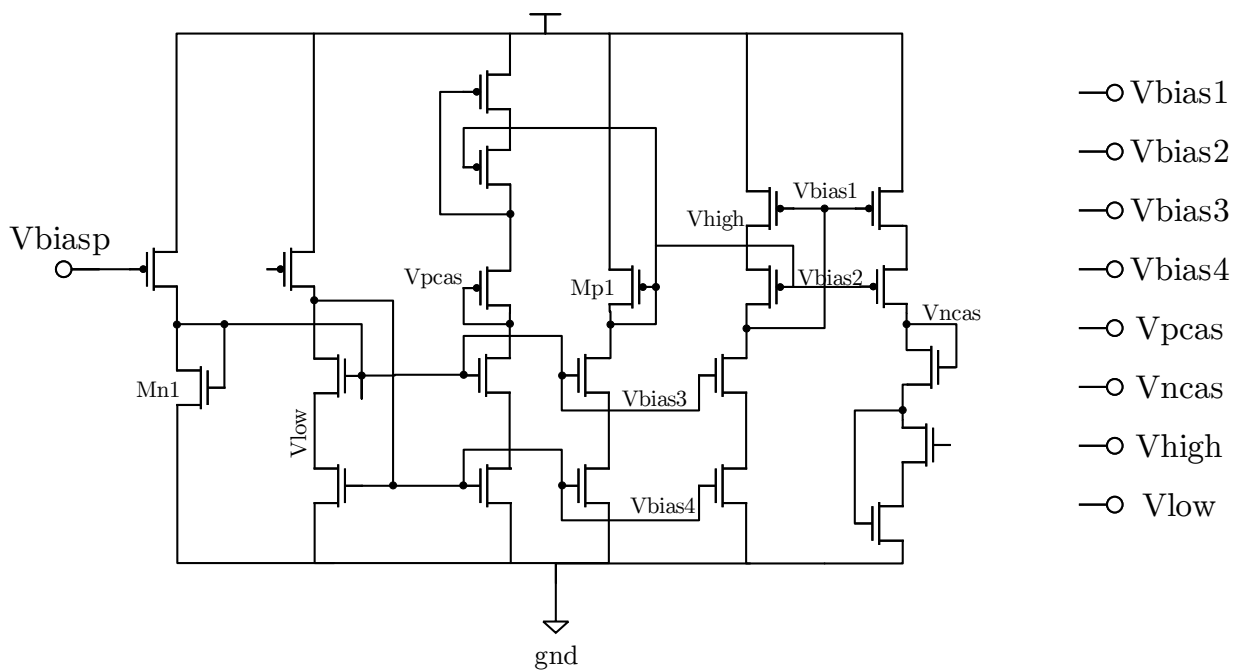 Vbiasp
Mn1
Vlow
Vpcas
Mp1
Vbias3
Vbias4
Vhigh
Vbias1
Vbias2
Vncas
gnd
Vbias1
Vbias2
Vbias3
Vbias4
Vpcas
Vncas
Vhigh
Vlow